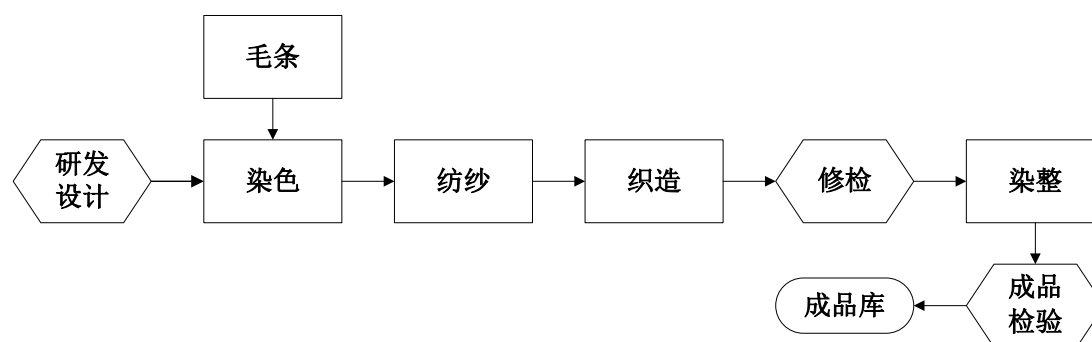 毛条
研发
设计
染色
纺纱
织造
修检
染整
成品库
成品
检验